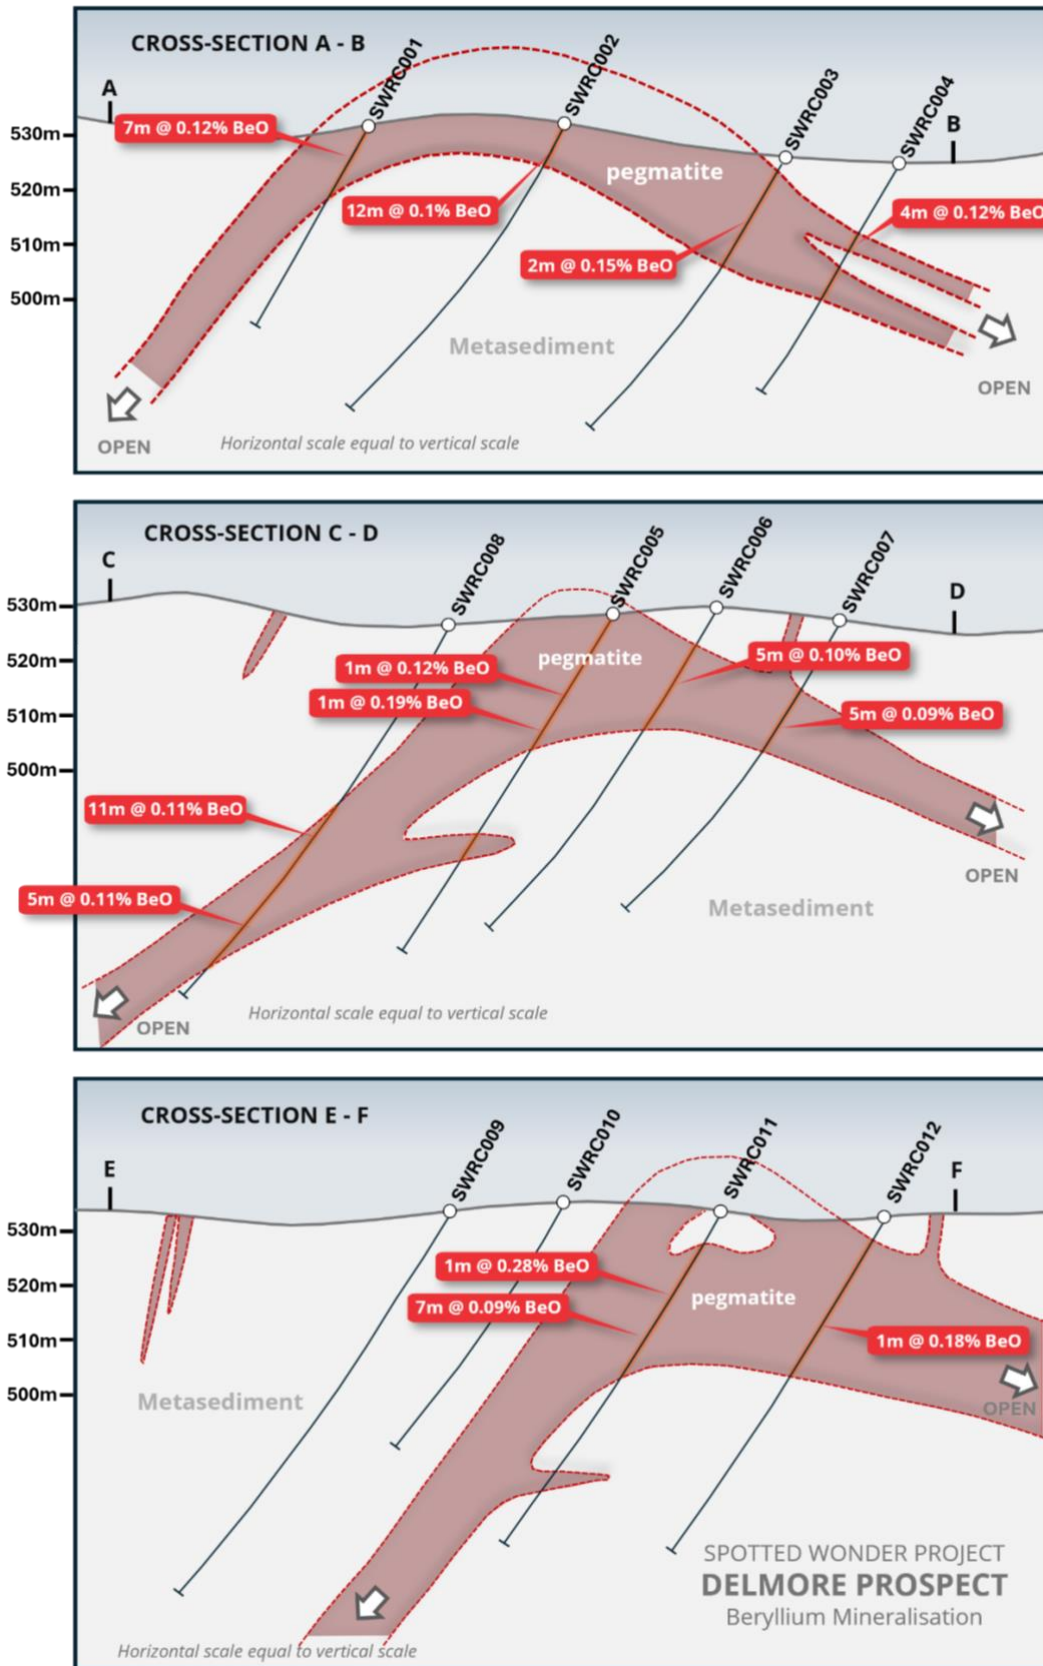 CROSS-SECTION A - B
A
SWRC001
SWRC002
SWRC003
SWRC004
B
7m @ 0.12% BeO
530m
520m
510m
500m
pegmatite
12m @ 0.1% BeO
4m @ 0.12% BeO
2m @ 0.15% BeO
Metasediment
OPEN
OPEN
Horizontal scale equal to vertical scale
CROSS-SECTION C - D
C
SWRC008
SWRC005
SWRC006
SWRC007
D
530m
520m
510m
500m
pegmatite
1m @ 0.12% BeO
5m @ 0.10% BeO
1m @ 0.19% BeO
5m @ 0.09% BeO
11m @ 0.11% BeO
5m @ 0.11% BeO
OPEN
Metasediment
Horizontal scale equal to vertical scale
OPEN
CROSS-SECTION E - F
E
SWRC009
SWRC010
SWRC011
SWRC012
F
530m
520m
510m
500m
1m @ 0.28% BeO
pegmatite
7m @ 0.09% BeO
1m @ 0.18% BeO
Metasediment
OPEN
SPOTTED WONDER PROJECT
DELMORE PROSPECT
Beryllium Mineralisation
Horizontal scale equal to vertical scale